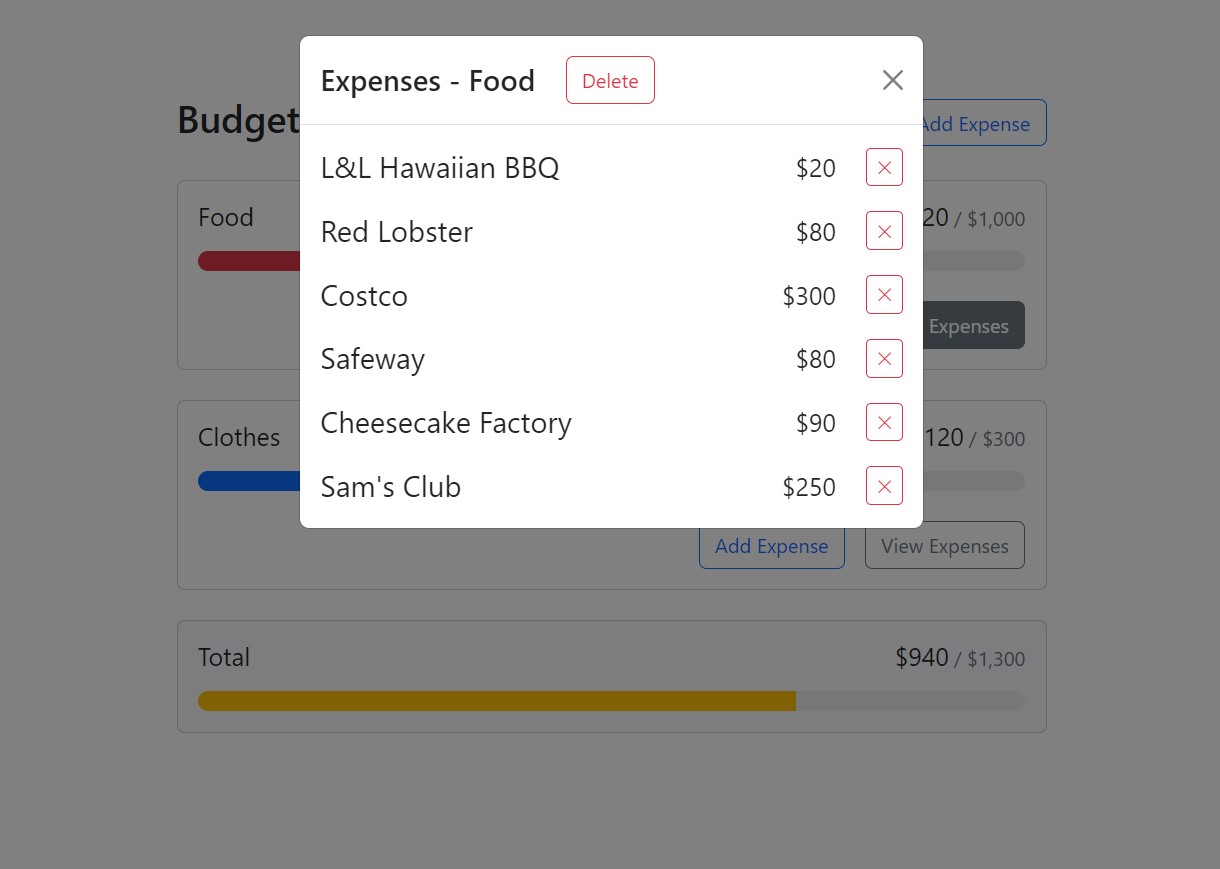 Expenses - Food Delete
Budget
Add Expense
L&L Hawaiian BBQ $20
Food
20 / $1,000
Red Lobster $80
Costco $300
Expenses
Safeway $80
Cheesecake Factory $90
Clothes
120 / $300
Sam's Club $250
Add Expense View Expenses
Total $940 / $1,300